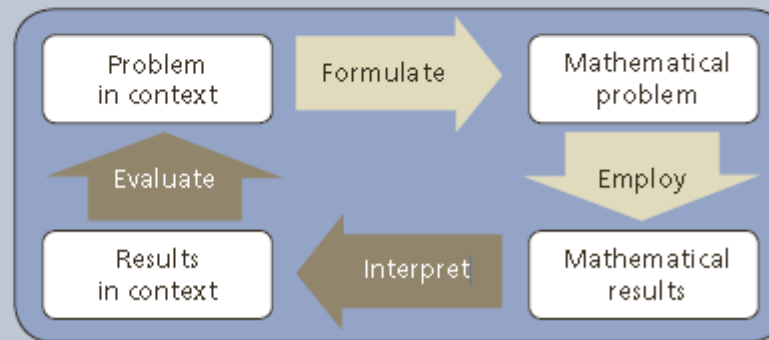 Problem
in context
Formulate
Mathematical
problem
Evaluate
Employ
Results
in context
Interpret
Mathematical
results